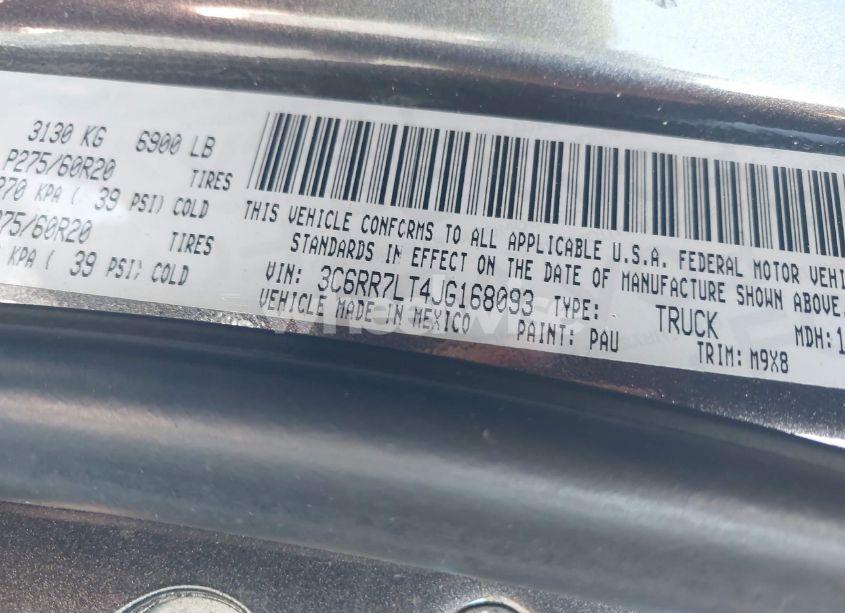 3130 KG 6900 LB
P275/60R20 TIRES
270 KPA ( 39 PSI) COLD
275/60R20 TIRES
KPA ( 39 PSI) COLD
THIS VEHICLE CONFORMS TO ALL APPLICABLE U.S.A. FEDERAL MOTOR VEHI
STANDARDS IN EFFECT ON THE DATE OF MANUFACTURE SHOWN ABOVE.
VIN: 3C6RR7LT4JG168093 TYPE: TRUCK MDH:1
VEHICLE MADE IN MEXICO PAINT: PAU TRIM: M9X8